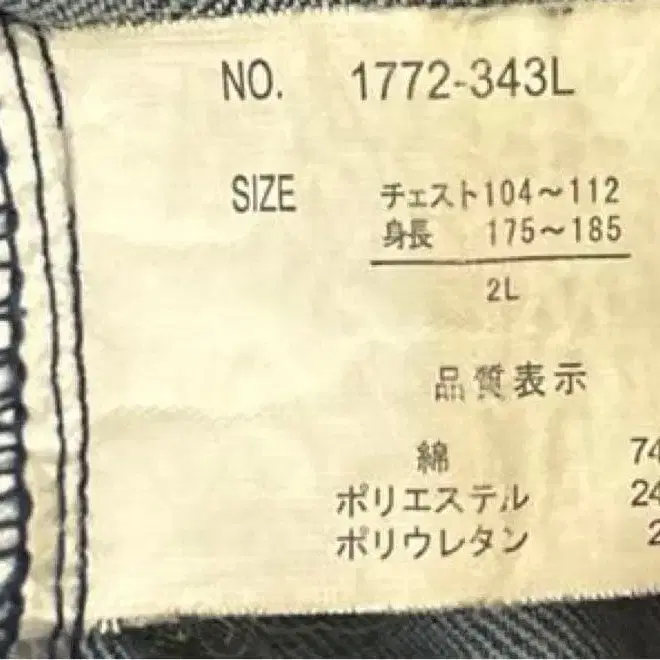 NO. 1772-343L
SIZE チェスト104〜112
身長 175〜185
2L
品質表示
綿 74
ポリエステル 24
ポリウレタン 2